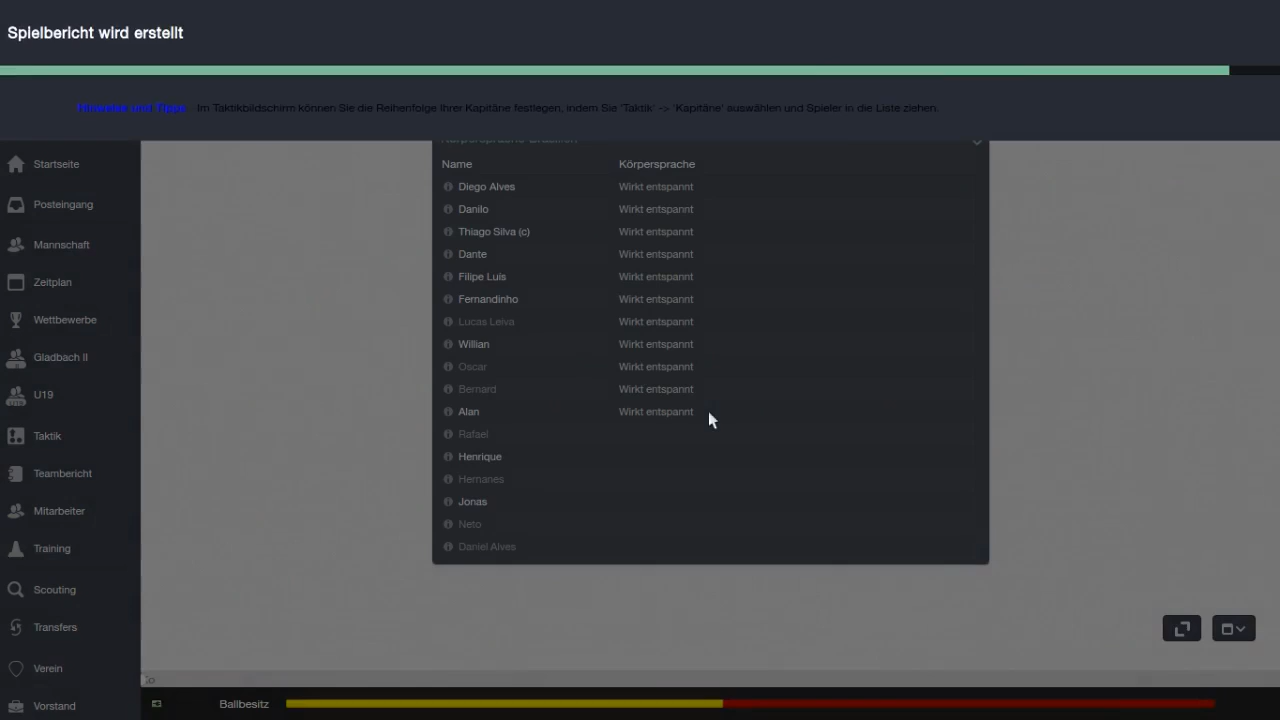 Spielbericht wird erstellt
Hinweise und Tipps Im Taktikbildschirm können Sie die Reihenfolge Ihrer Kapitäne festlegen, indem Sie 'Taktik' -> 'Kapitäne' auswählen und Spieler in die Liste ziehen.
Körpersprache Brasilien
Name Körpersprache
Diego Alves Wirkt entspannt
Danilo Wirkt entspannt
Thiago Silva (c) Wirkt entspannt
Dante Wirkt entspannt
Filipe Luís Wirkt entspannt
Fernandinho Wirkt entspannt
Lucas Leiva Wirkt entspannt
Willian Wirkt entspannt
Oscar Wirkt entspannt
Bernard Wirkt entspannt
Alan Wirkt entspannt
Rafael
Henrique
Hernanes
Jonas
Neto
Daniel Alves
Startseite
Posteingang
Mannschaft
Zeitplan
Wettbewerbe
Gladbach II
U19
Taktik
Teambericht
Mitarbeiter
Training
Scouting
Transfers
Verein
Vorstand
Ballbesitz